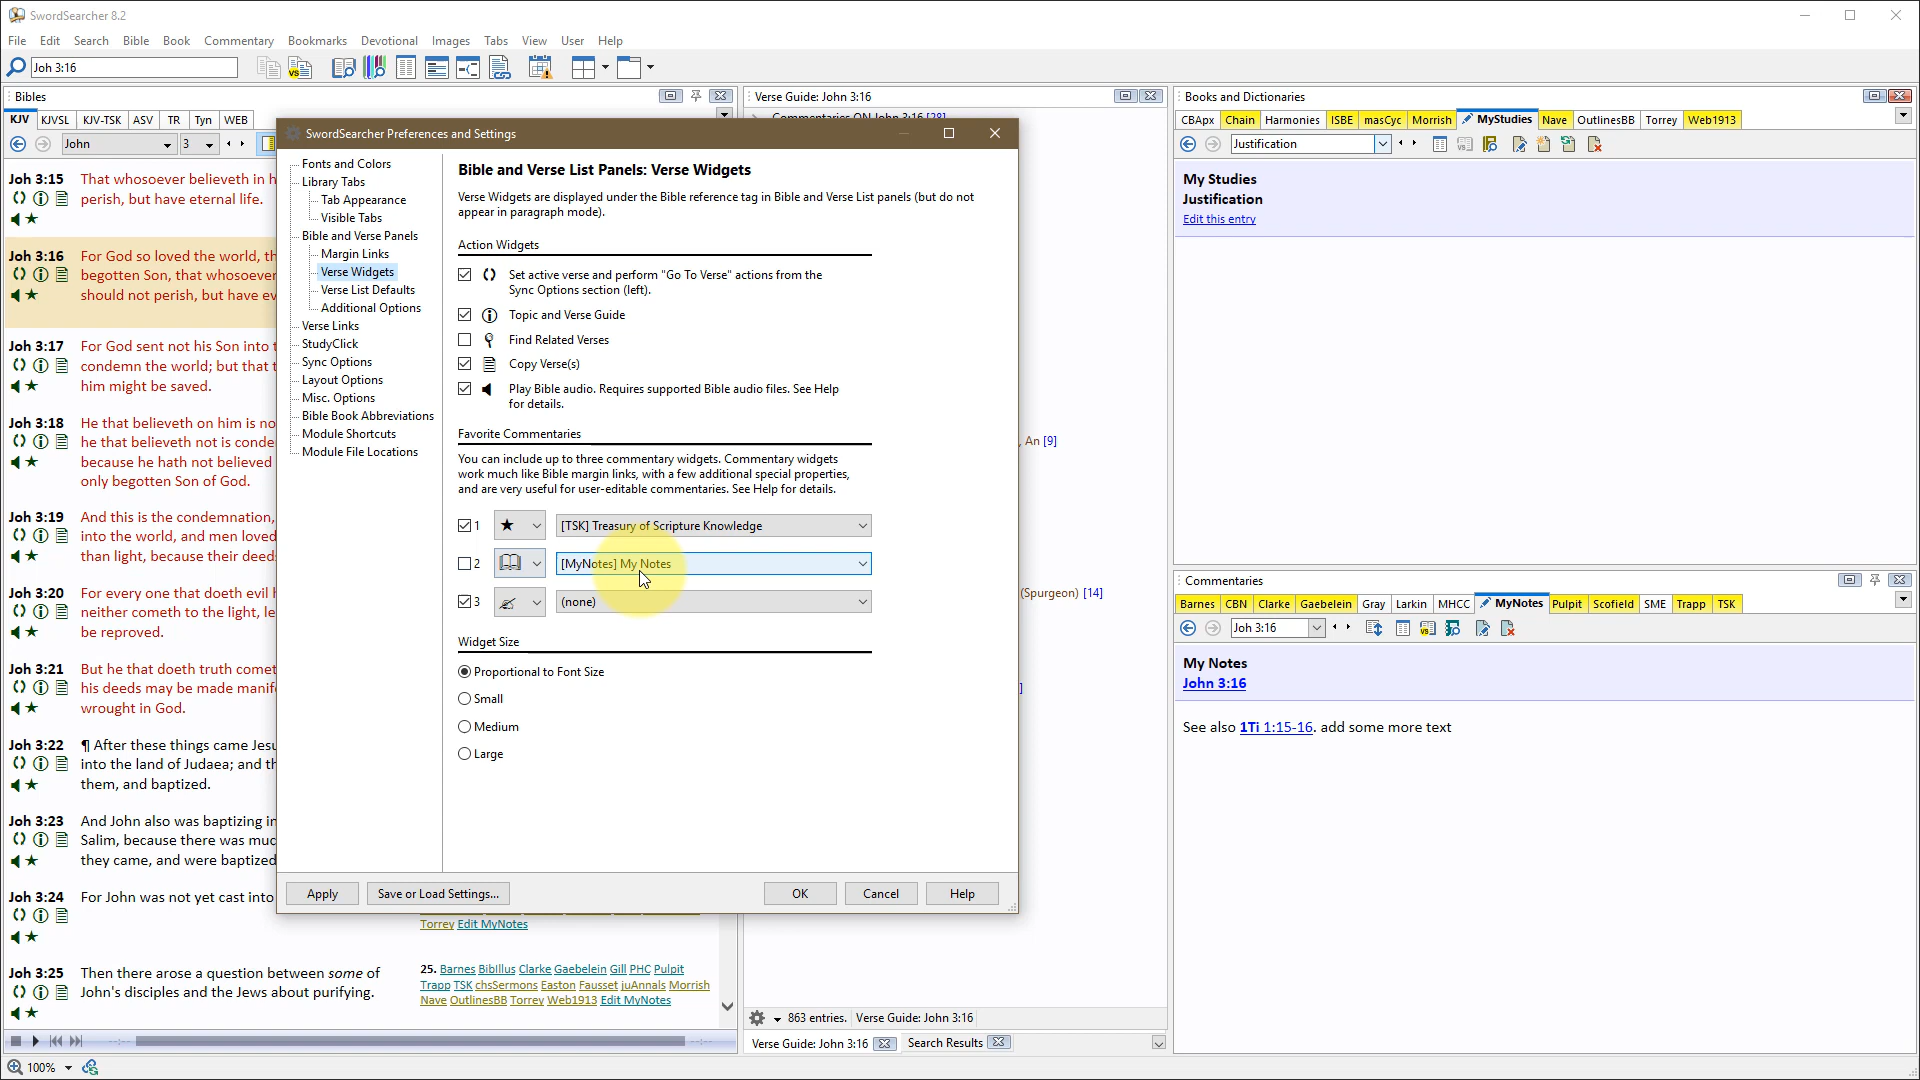 SwordSearcher 8.2
File Edit Search Bible Book Commentary Bookmarks Devotional Images Tabs View User Help
Joh 3:16
Bibles
KJV KJVSL KJV-TSK ASV TR Tyn WEB
John 3
Joh 3:15 That whosoever believeth in h
perish, but have eternal life.
Joh 3:16 For God so loved the world, th
begotten Son, that whosoever
should not perish, but have ev
Joh 3:17 For God sent not his Son into t
condemn the world; but that t
him might be saved.
Joh 3:18 He that believeth on him is no
he that believeth not is conde
because he hath not believed
only begotten Son of God.
Joh 3:19 And this is the condemnation,
into the world, and men loved
than light, because their deed
Joh 3:20 For every one that doeth evil h
neither cometh to the light, le
be reproved.
Joh 3:21 But he that doeth truth comet
his deeds may be made manif
wrought in God.
Joh 3:22 ¶ After these things came Jesu
into the land of Judaea; and th
them, and baptized.
Joh 3:23 And John also was baptizing in
Salim, because there was muc
they came, and were baptized
Joh 3:24 For John was not yet cast into
Torrey Edit MyNotes
Joh 3:25 Then there arose a question between some of
John's disciples and the Jews about purifying.
25. Barnes BibIllus Clarke Gaebelein Gill PHC Pulpit
Trapp TSK chsSermons Easton Fausset juAnnals Morrish
Nave OutlinesBB Torrey Web1913 Edit MyNotes
--:-- --:--
100%
SwordSearcher Preferences and Settings
Fonts and Colors
Library Tabs
Tab Appearance
Visible Tabs
Bible and Verse Panels
Margin Links
Verse Widgets
Verse List Defaults
Additional Options
Verse Links
StudyClick
Sync Options
Layout Options
Misc. Options
Bible Book Abbreviations
Module Shortcuts
Module File Locations
Bible and Verse List Panels: Verse Widgets
Verse Widgets are displayed under the Bible reference tag in Bible and Verse List panels (but do not
appear in paragraph mode).
Action Widgets
Set active verse and perform "Go To Verse" actions from the
Sync Options section (left).
Topic and Verse Guide
Find Related Verses
Copy Verse(s)
Play Bible audio. Requires supported Bible audio files. See Help
for details.
Favorite Commentaries
You can include up to three commentary widgets. Commentary widgets
work much like Bible margin links, with a few additional special properties,
and are very useful for user-editable commentaries. See Help for details.
1 ★ [TSK] Treasury of Scripture Knowledge
2 [MyNotes] My Notes
3 (none)
Widget Size
Proportional to Font Size
Small
Medium
Large
Apply Save or Load Settings... OK Cancel Help
Verse Guide: John 3:16
Commentaries ON John 3:16 [28]
, An [9]
(Spurgeon) [14]
]
863 entries. Verse Guide: John 3:16
Verse Guide: John 3:16 Search Results
Books and Dictionaries
CBApx Chain Harmonies ISBE masCyc Morrish MyStudies Nave OutlinesBB Torrey Web1913
Justification
My Studies
Justification
Edit this entry
Commentaries
Barnes CBN Clarke Gaebelein Gray Larkin MHCC MyNotes Pulpit Scofield SME Trapp TSK
Joh 3:16
My Notes
John 3:16
See also 1Ti 1:15-16. add some more text